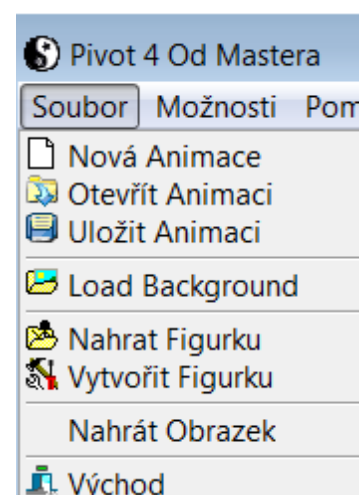 Pivot 4 Od Mastera
Soubor Možnosti Pom
Nová Animace
Otevřít Animaci
Uložit Animaci
Load Background
Nahrat Figurku
Vytvořit Figurku
Nahrát Obrazek
Východ